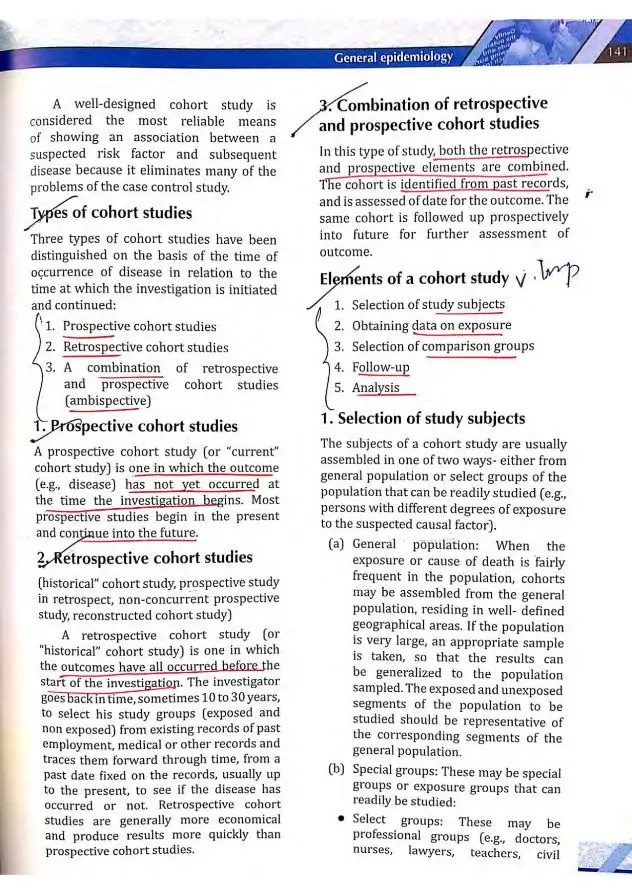 General epidemiology
141
A well-designed cohort study is
considered the most reliable means
of showing an association between a
suspected risk factor and subsequent
disease because it eliminates many of the
problems of the case control study.
Types of cohort studies
Three types of cohort studies have been
distinguished on the basis of the time of
occurrence of disease in relation to the
time at which the investigation is initiated
and continued:
1. Prospective cohort studies
2. Retrospective cohort studies
3. A combination of retrospective
and prospective cohort studies
(ambispective)
1. Prospective cohort studies
A prospective cohort study (or "current"
cohort study) is one in which the outcome
(e.g., disease) has not yet occurred at
the time the investigation begins. Most
prospective studies begin in the present
and continue into the future.
2. Retrospective cohort studies
(historical" cohort study, prospective study
in retrospect, non-concurrent prospective
study, reconstructed cohort study)
A retrospective cohort study (or
"historical" cohort study) is one in which
the outcomes have all occurred before the
start of the investigation. The investigator
goes back in time, sometimes 10 to 30 years,
to select his study groups (exposed and
non exposed) from existing records of past
employment, medical or other records and
traces them forward through time, from a
past date fixed on the records, usually up
to the present, to see if the disease has
occurred or not. Retrospective cohort
studies are generally more economical
and produce results more quickly than
prospective cohort studies.
3. Combination of retrospective
and prospective cohort studies
In this type of study, both the retrospective
and prospective elements are combined.
The cohort is identified from past records,
and is assessed of date for the outcome. The
same cohort is followed up prospectively
into future for further assessment of
outcome.
Elements of a cohort study v. Imp
1. Selection of study subjects
2. Obtaining data on exposure
3. Selection of comparison groups
4. Follow-up
5. Analysis
1. Selection of study subjects
The subjects of a cohort study are usually
assembled in one of two ways- either from
general population or select groups of the
population that can be readily studied (e.g.,
persons with different degrees of exposure
to the suspected causal factor).
(a) General population: When the
exposure or cause of death is fairly
frequent in the population, cohorts
may be assembled from the general
population, residing in well- defined
geographical areas. If the population
is very large, an appropriate sample
is taken, so that the results can
be generalized to the population
sampled. The exposed and unexposed
segments of the population to be
studied should be representative of
the corresponding segments of the
general population.
(b) Special groups: These may be special
groups or exposure groups that can
readily be studied:
• Select groups: These may be
professional groups (e.g., doctors,
nurses, lawyers, teachers, civil